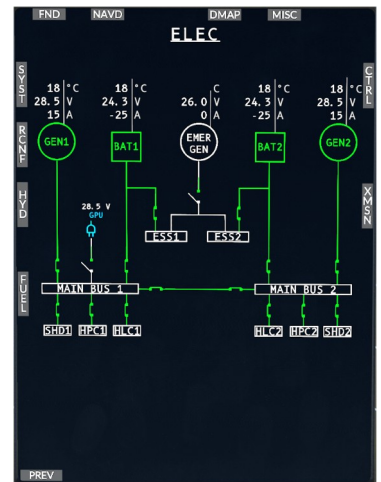 FND NAVD DMAP MISC
ELEC
SYST
CTRL
18 °C 18 °C C 18 °C 18 °C
28.5 V 24.3 V 26.0 V 24.3 V 28.5 V
15 A -25 A 0 A -25 A 15 A
RCNF
GEN1 BAT1 EMER GEN BAT2 GEN2
HYD
XMSN
28.5 V
GPU
ESS1 ESS2
FUEL
MAIN BUS 1 MAIN BUS 2
SHD1 HPC1 HLC1 HLC2 HPC2 SHD2
PREV